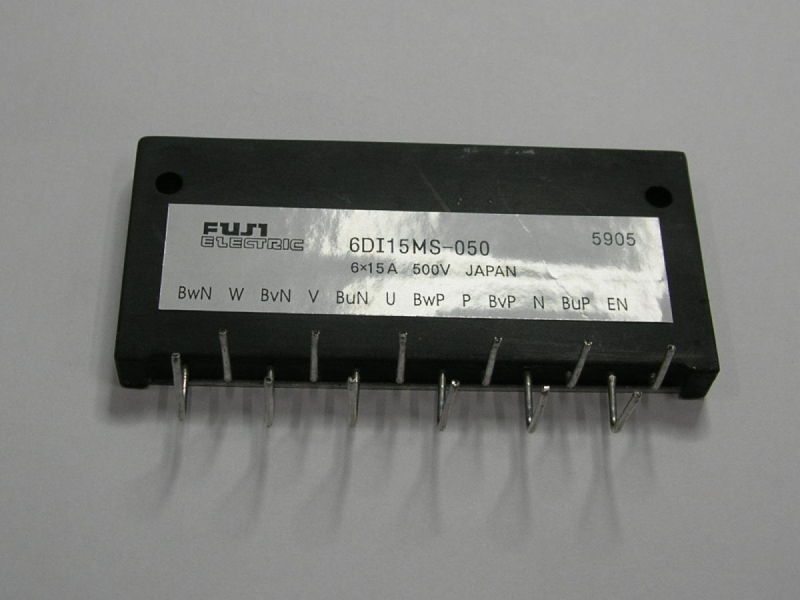 FUJI
ELECTRIC
6DI15MS-050
5905
6×15A 500V JAPAN
BwN W BvN V BuN U BwP P BvP N BuP EN